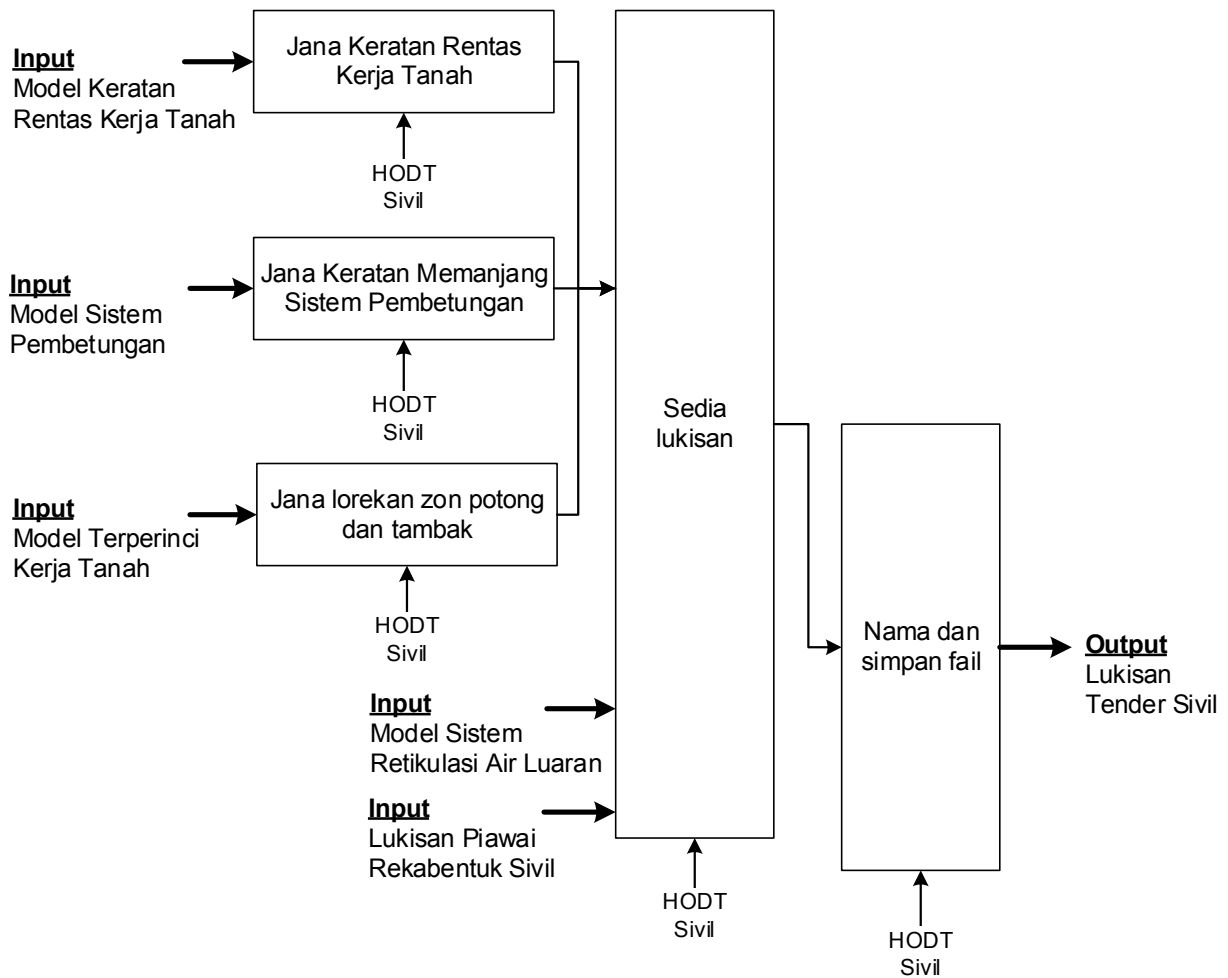 Input
Model Keratan
Rentas Kerja Tanah
Jana Keratan Rentas
Kerja Tanah
HODT
Sivil
Input
Model Sistem
Pembetungan
Jana Keratan Memanjang
Sistem Pembetungan
HODT
Sivil
Input
Model Terperinci
Kerja Tanah
Jana lorekan zon potong
dan tambak
HODT
Sivil
Input
Model Sistem
Retikulasi Air Luaran
Input
Lukisan Piawai
Rekabentuk Sivil
Sedia
lukisan
HODT
Sivil
Nama dan
simpan fail
HODT
Sivil
Output
Lukisan
Tender Sivil